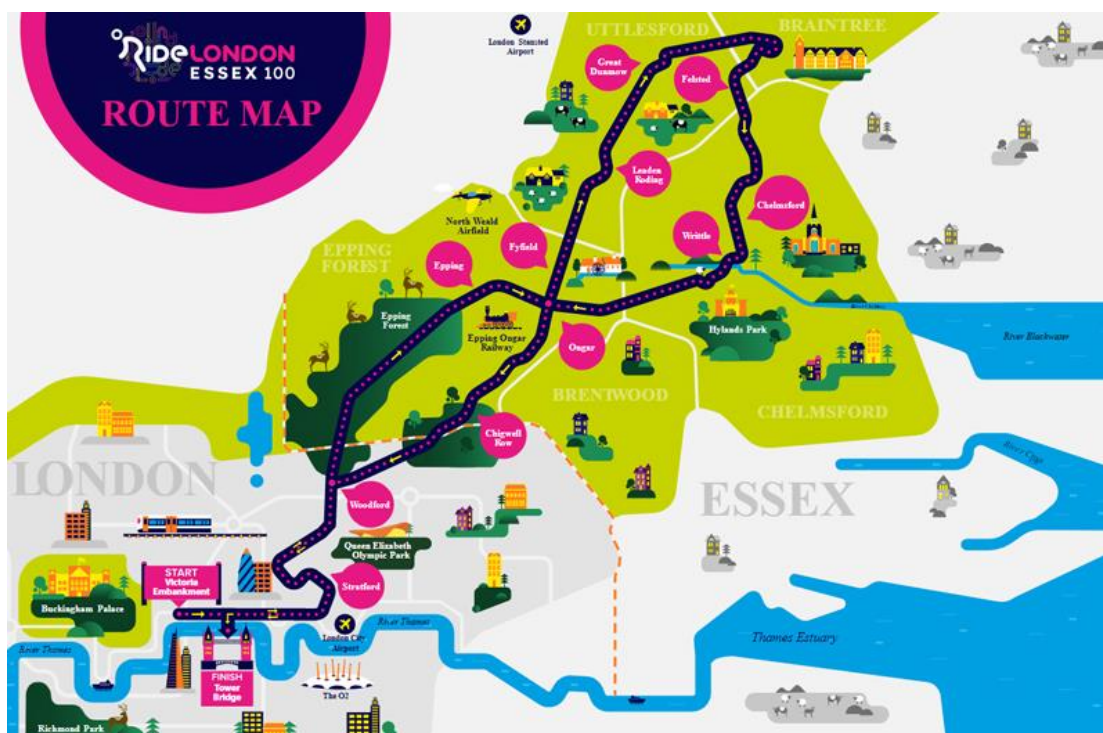 RIDE LONDON
ESSEX 100
ROUTE MAP
London Stansted
Airport
UTTLESFORD
BRAINTREE
Great
Dunmow
Felsted
Leaden
Roding
Chelmsford
Writtle
North Weald
Airfield
Fyfield
EPPING
FOREST
Epping
Epping
Forest
Epping Ongar
Railway
Ongar
Hylands Park
River Blackwater
BRENTWOOD
CHELMSFORD
Chigwell
Row
LONDON
ESSEX
Woodford
Queen Elizabeth
Olympic Park
START
Victoria
Embankment
Stratford
Buckingham Palace
River Thames
London City
Airport
River Thames
Thames Estuary
River Thames
FINISH
Tower
Bridge
The O2
Richmond Park